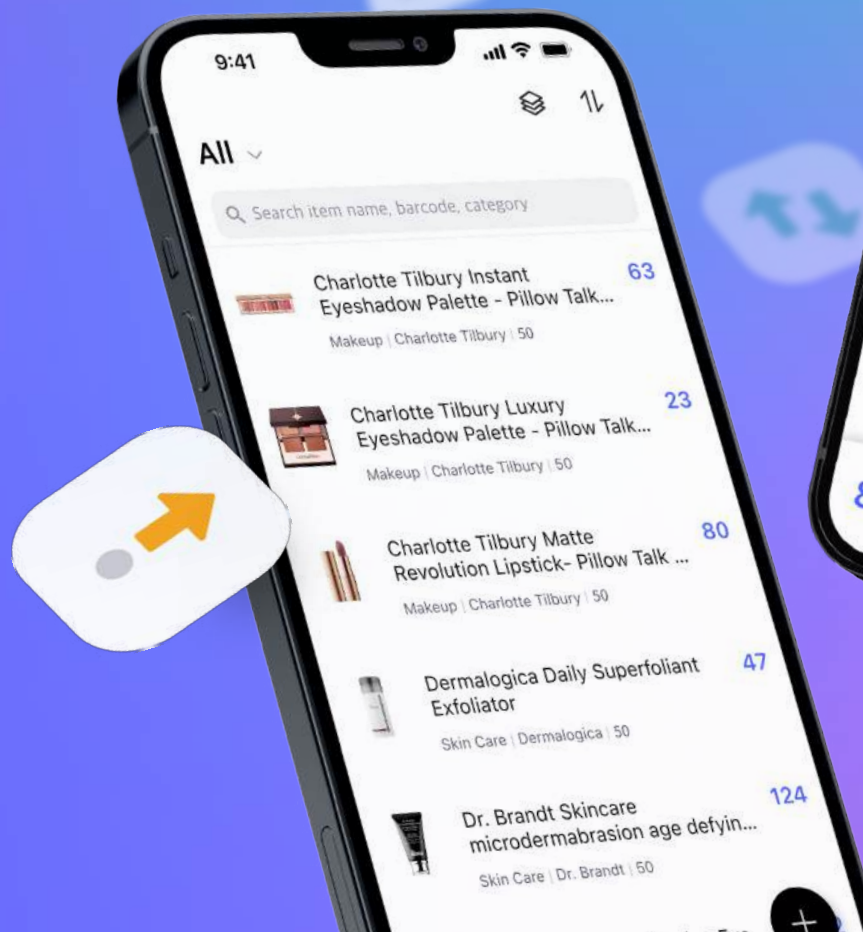 9:41
All
Search item name, barcode, category
Charlotte Tilbury Instant
Eyeshadow Palette - Pillow Talk...
63
Makeup | Charlotte Tilbury | 50
Charlotte Tilbury Luxury
Eyeshadow Palette - Pillow Talk...
23
Makeup | Charlotte Tilbury | 50
Charlotte Tilbury Matte
Revolution Lipstick- Pillow Talk ...
80
Makeup | Charlotte Tilbury | 50
Dermalogica Daily Superfoliant
Exfoliator
47
Skin Care | Dermalogica | 50
Dr. Brandt Skincare
microdermabrasion age defyin...
124
Skin Care | Dr. Brandt | 50